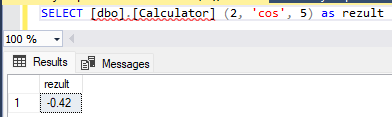 SELECT [dbo].[Calculator] (2, 'cos', 5) as rezult
100 %
Results Messages
rezult
1 -0.42